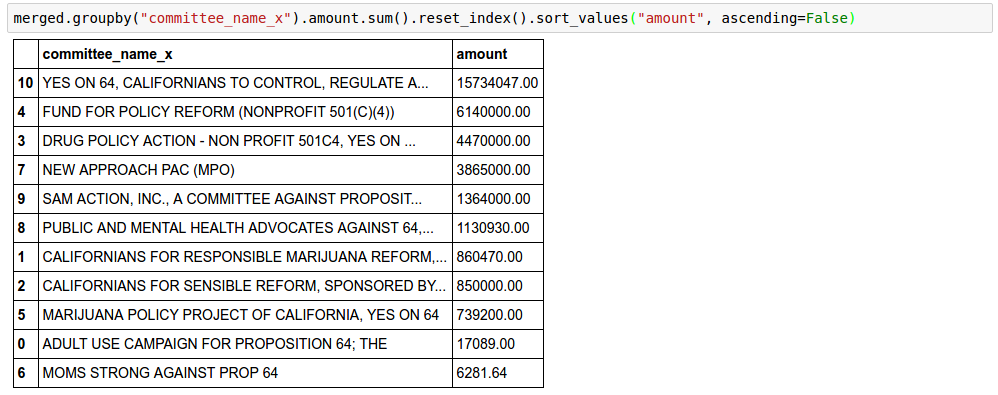 merged.groupby("committee_name_x").amount.sum().reset_index().sort_values("amount", ascending=False)
committee_name_x amount
10 YES ON 64, CALIFORNIANS TO CONTROL, REGULATE A... 15734047.00
4 FUND FOR POLICY REFORM (NONPROFIT 501(C)(4)) 6140000.00
3 DRUG POLICY ACTION - NON PROFIT 501C4, YES ON ... 4470000.00
7 NEW APPROACH PAC (MPO) 3865000.00
9 SAM ACTION, INC., A COMMITTEE AGAINST PROPOSIT... 1364000.00
8 PUBLIC AND MENTAL HEALTH ADVOCATES AGAINST 64,... 1130930.00
1 CALIFORNIANS FOR RESPONSIBLE MARIJUANA REFORM,... 860470.00
2 CALIFORNIANS FOR SENSIBLE REFORM, SPONSORED BY... 850000.00
5 MARIJUANA POLICY PROJECT OF CALIFORNIA, YES ON 64 739200.00
0 ADULT USE CAMPAIGN FOR PROPOSITION 64; THE 17089.00
6 MOMS STRONG AGAINST PROP 64 6281.64